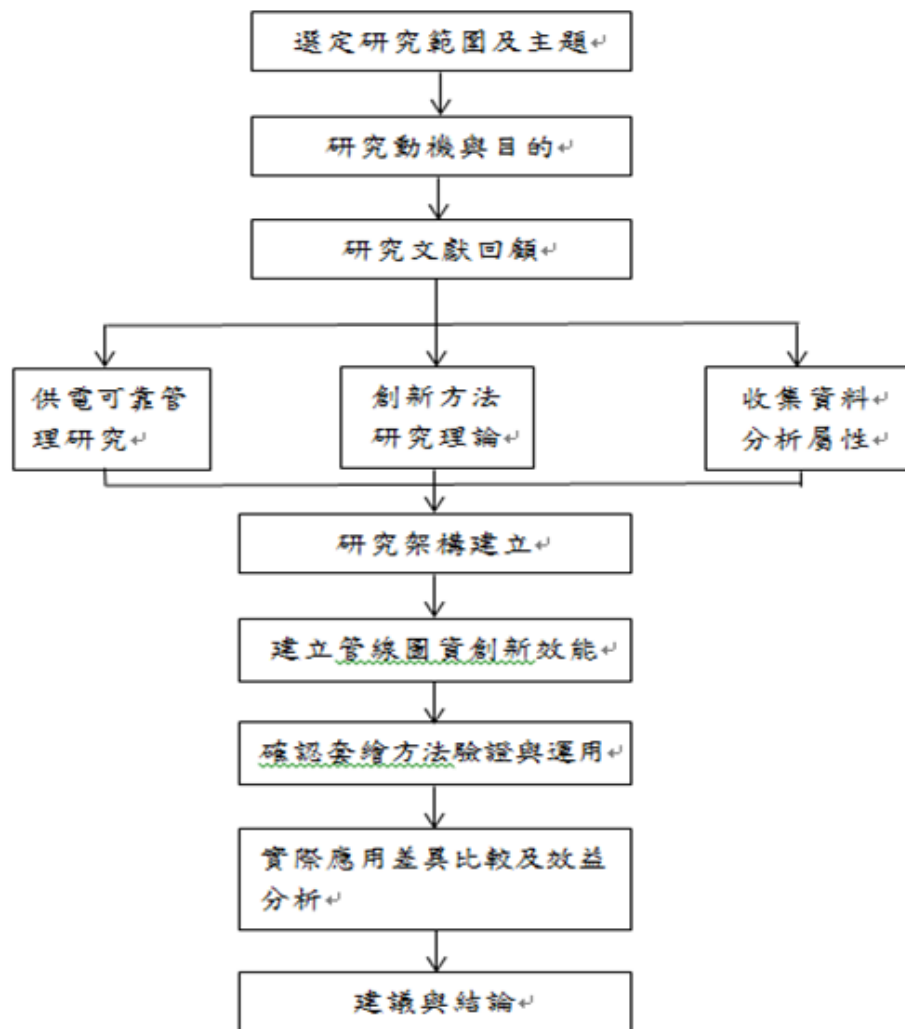 選定研究範圍及主題
研究動機與目的
研究文獻回顧
供電可靠管
理研究
創新方法
研究理論
收集資料
分析屬性
研究架構建立
建立管線圖資創新效能
確認套繪方法驗證與運用
實際應用差異比較及效益
分析
建議與結論